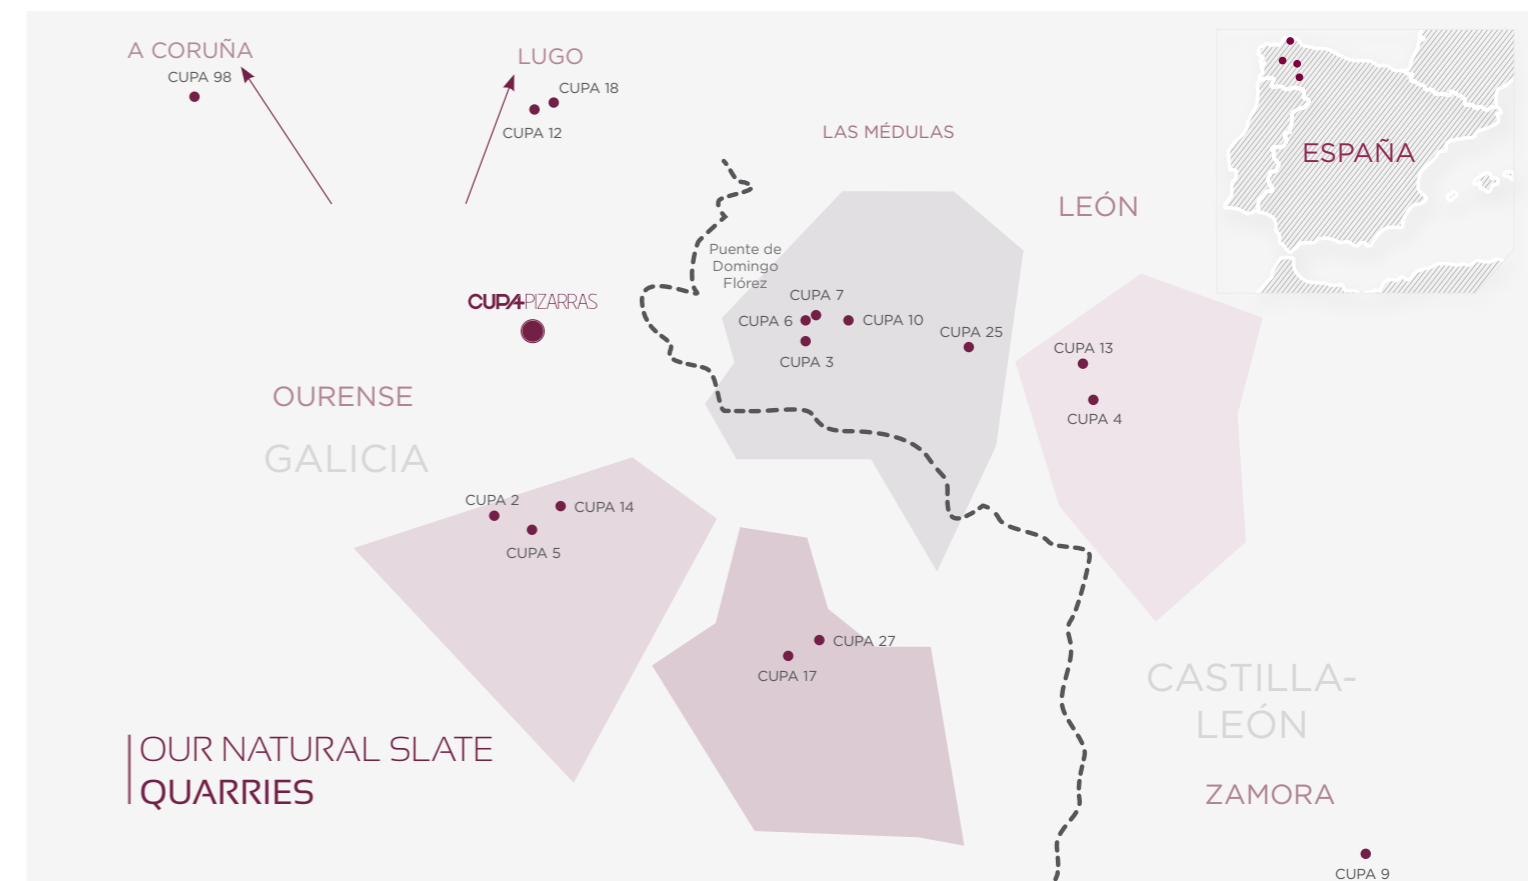 A CORUÑA
CUPA 98
LUGO
CUPA 18
CUPA 12
LAS MÉDULAS
ESPAÑA
LEÓN
Puente de
Domingo
Flórez
CUPA PIZARRAS
CUPA 7
CUPA 6
CUPA 10
CUPA 3
CUPA 25
CUPA 13
CUPA 4
OURENSE
GALICIA
CUPA 2
CUPA 14
CUPA 5
CUPA 27
CUPA 17
CASTILLA-
LEÓN
OUR NATURAL SLATE
QUARRIES
ZAMORA
CUPA 9